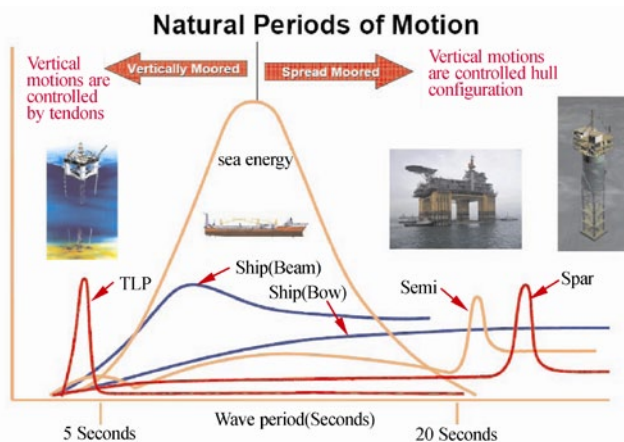 Natural Periods of Motion
Vertical
motions are
controlled
by tendons
Vertically Moored
Spread Moored
Vertical motions
are controlled hull
configuration
sea energy
TLP
Ship(Beam)
Ship(Bow)
Semi
Spar
Wave period(Seconds)
5 Seconds
20 Seconds